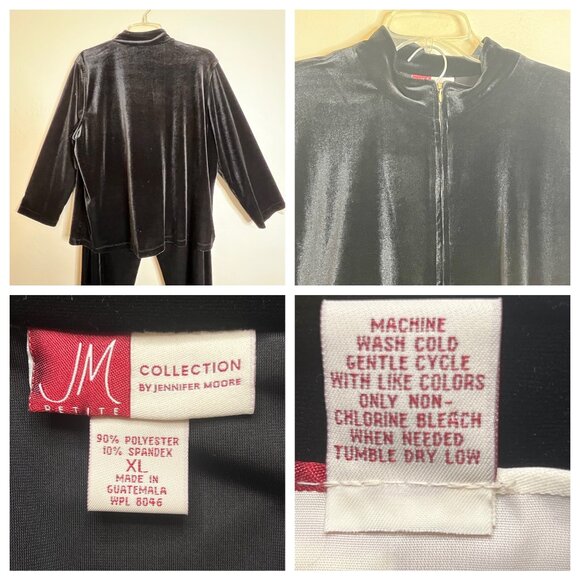 JM
PETITE
COLLECTION
BY JENNIFER MOORE
90% POLYESTER
10% SPANDEX
XL
MADE IN
GUATEMALA
WPL 8046
MACHINE
WASH COLD
GENTLE CYCLE
WITH LIKE COLORS
ONLY NON-
CHLORINE BLEACH
WHEN NEEDED
TUMBLE DRY LOW